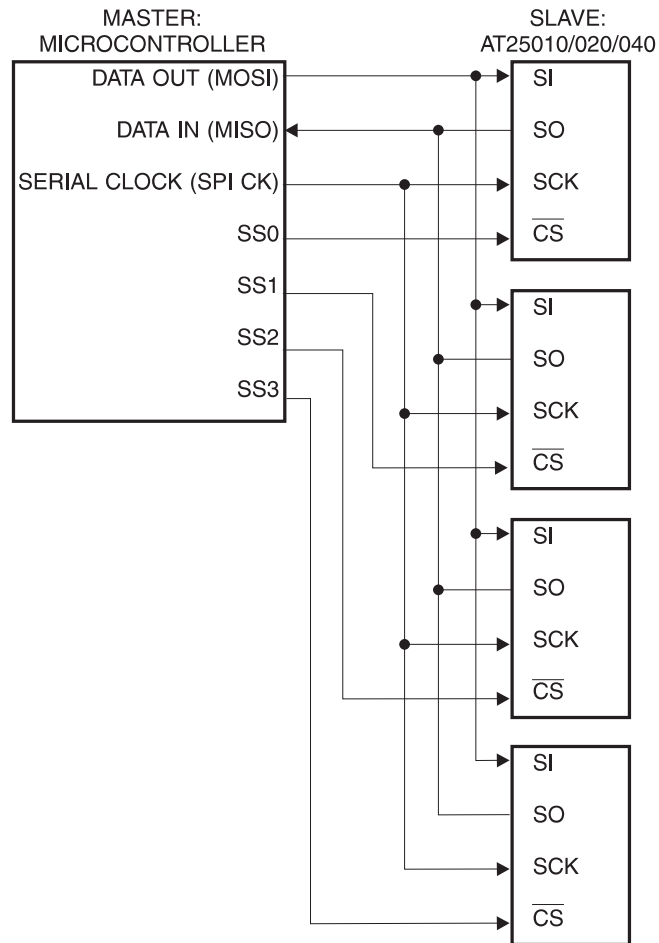 MASTER:
MICROCONTROLLER
DATA OUT (MOSI)
DATA IN (MISO)
SERIAL CLOCK (SPI CK)
SS0
SS1
SS2
SS3
SLAVE:
AT25010/020/040
SI
SO
SCK
CS
SI
SO
SCK
CS
SI
SO
SCK
CS
SI
SO
SCK
CS